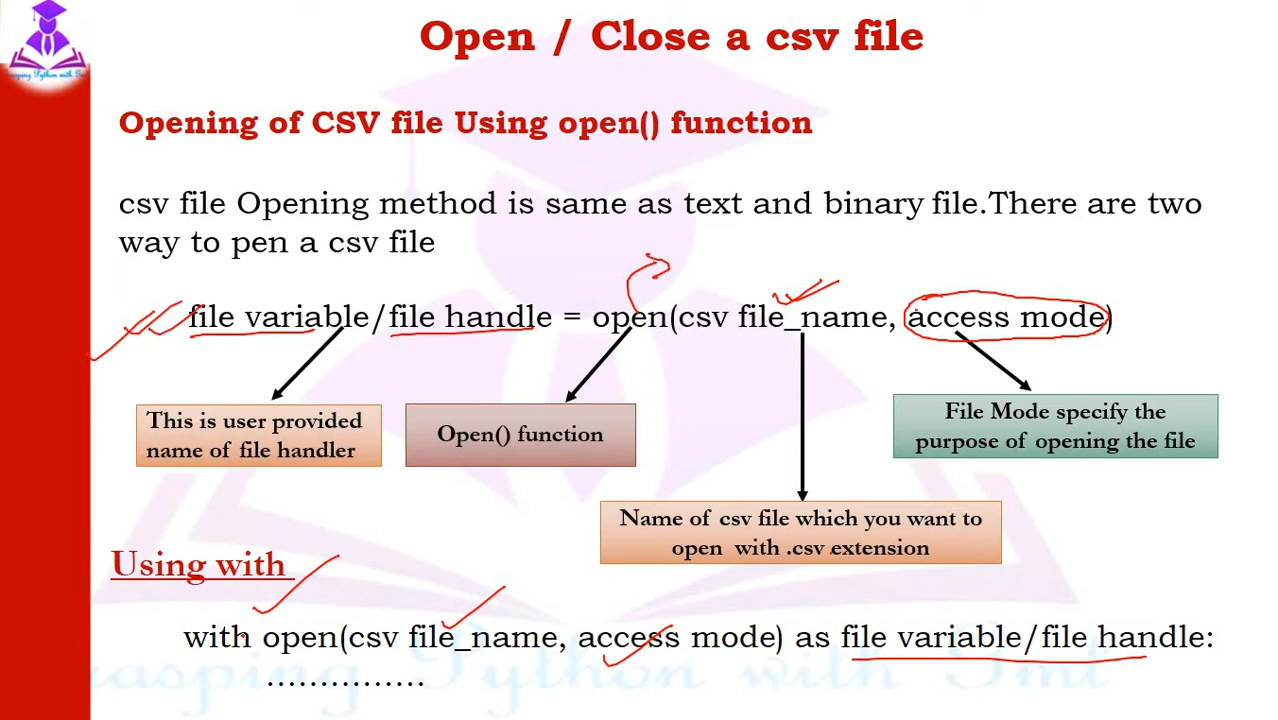 Open / Close a csv file
Opening of CSV file Using open() function
csv file Opening method is same as text and binary file.There are two
way to pen a csv file
file variable/file handle = open(csv file_name, access mode)
This is user provided
name of file handler
Open() function
File Mode specify the
purpose of opening the file
Name of csv file which you want to
open with .csv extension
Using with
with open(csv file_name, access mode) as file variable/file handle:
...............